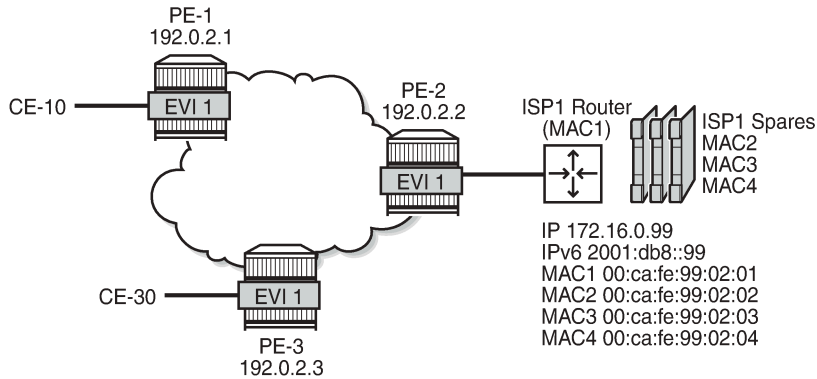 PE-1
192.0.2.1
CE-10
EVI 1
PE-2
192.0.2.2
EVI 1
ISP1 Router
(MAC1)
ISP1 Spares
MAC2
MAC3
MAC4
IP 172.16.0.99
IPv6 2001:db8::99
MAC1 00:ca:fe:99:02:01
MAC2 00:ca:fe:99:02:02
MAC3 00:ca:fe:99:02:03
MAC4 00:ca:fe:99:02:04
CE-30
EVI 1
PE-3
192.0.2.3